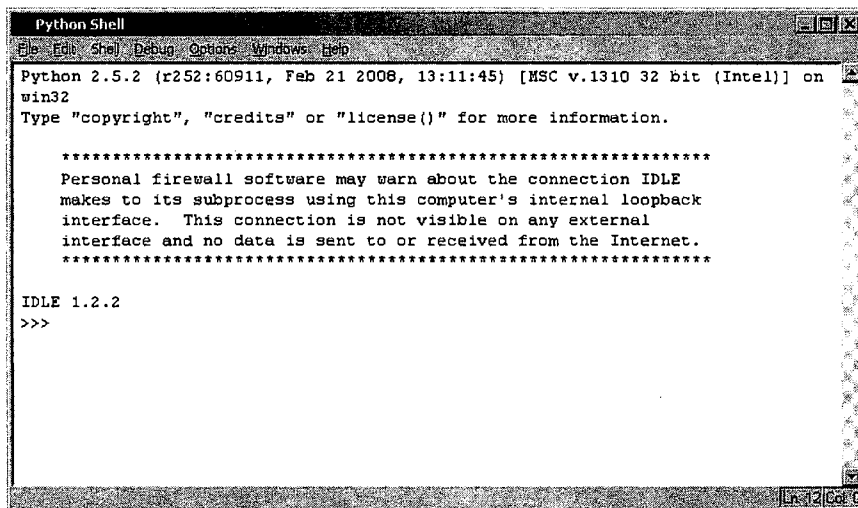 Python Shell
File Edit Shell Debug Options Windows Help
Python 2.5.2 (r252:60911, Feb 21 2008, 13:11:45) [MSC v.1310 32 bit (Intel)] on
win32
Type "copyright", "credits" or "license()" for more information.
****************************************************************
Personal firewall software may warn about the connection IDLE
makes to its subprocess using this computer's internal loopback
interface. This connection is not visible on any external
interface and no data is sent to or received from the Internet.
****************************************************************
IDLE 1.2.2
>>>
Ln: 12 Col: